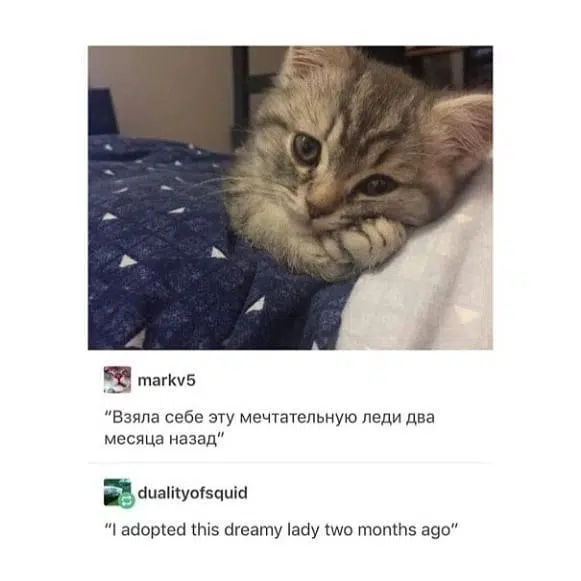 markv5
"Взяла себе эту мечтательную леди два
месяца назад"
dualityofsquid
"I adopted this dreamy lady two months ago"